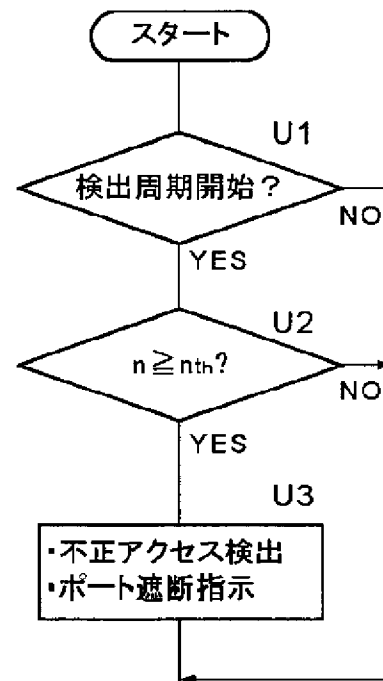 スタート
U1
検出周期開始？
NO
YES
U2
n≧nth?
NO
YES
U3
・不正アクセス検出
・ポート遮断指示